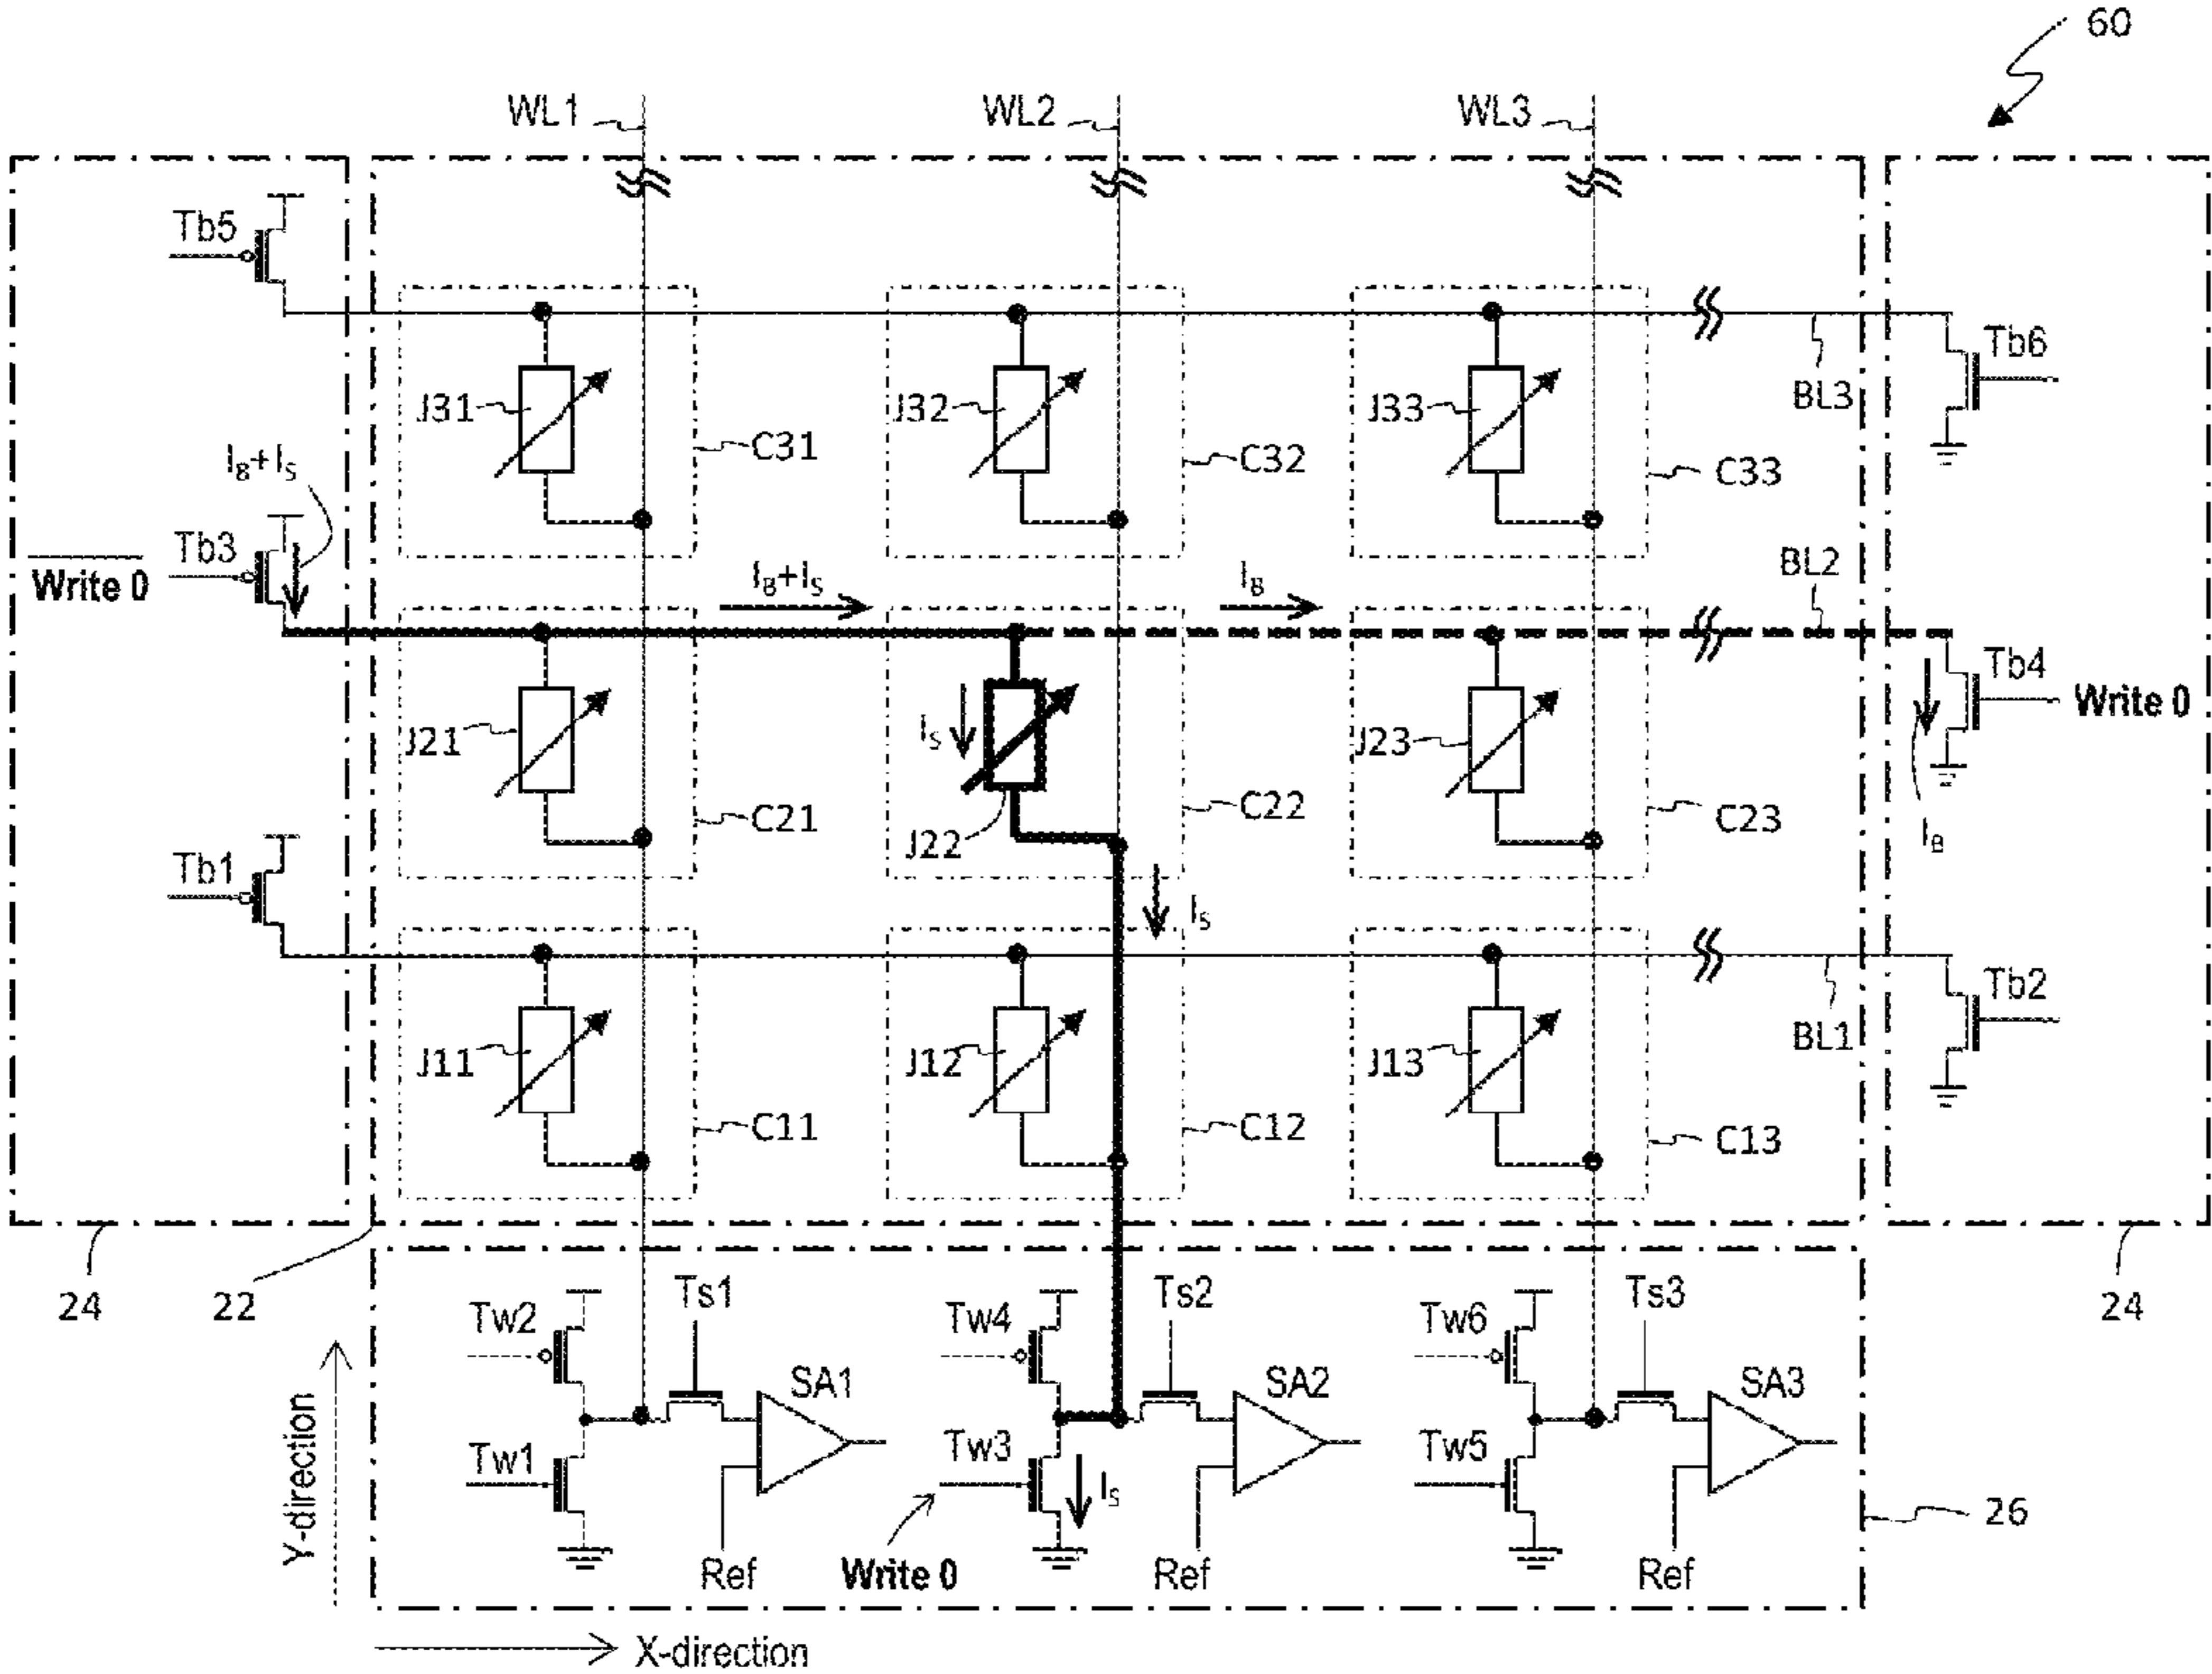 60
WL1 WL2 WL3
Tb5
Tb6
BL3
J31 J32 J33
C31 C32 C33
IB+IS
Tb3
Write 0
IB+IS IB BL2
Tb4
Write 0
IS
J21 J23
C21 C22 C23
J22
IB
Tb1
IS
Tb2
BL1
J11 J12 J13
C11 C12 C13
24 22 24
Ts1 Ts2 Ts3
Tw2 Tw4 Tw6
SA1 SA2 SA3
Tw1 Tw3 Tw5
IS
26
Y-direction
Ref Write 0 Ref Ref
X-direction